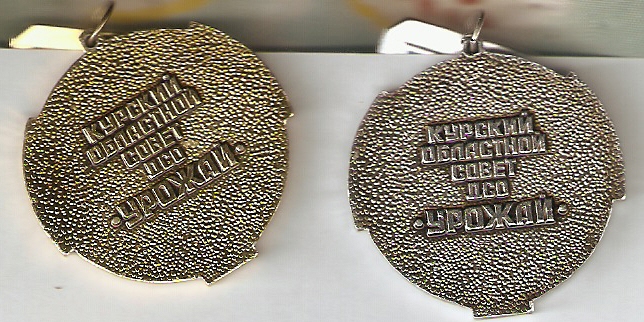 КУРСКИЙ
ОБЛАСТНОЙ
СОВЕТ
ДСО
·УРОЖАЙ·
КУРСКИЙ
ОБЛАСТНОЙ
СОВЕТ
ДСО
·УРОЖАЙ·